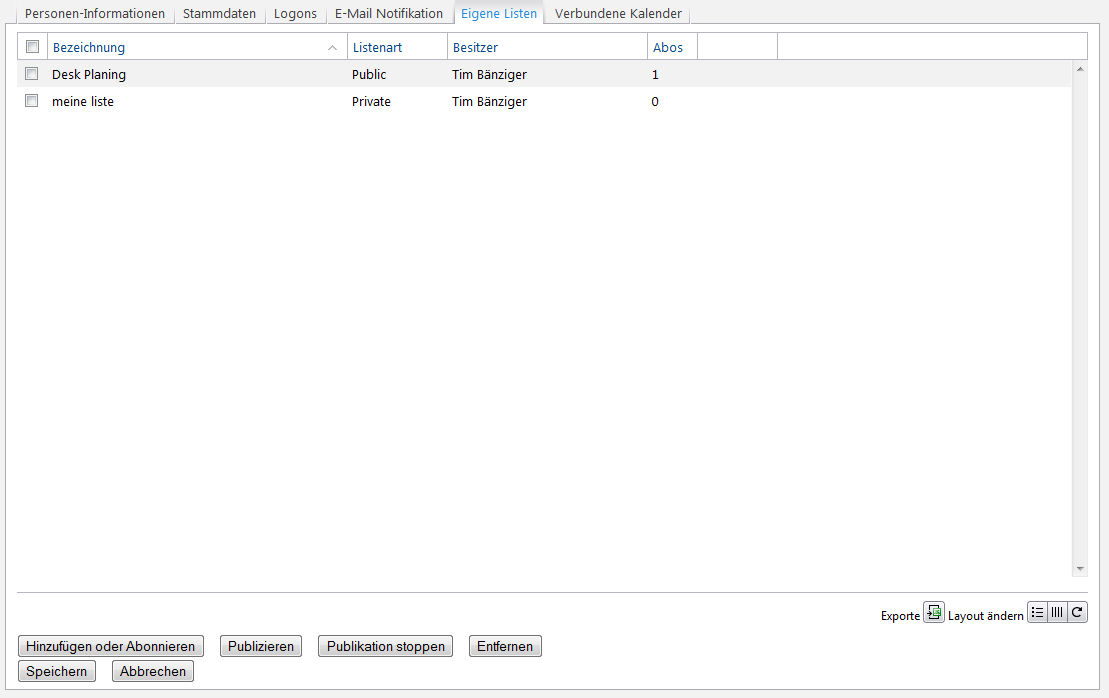 Personen-Informationen Stammdaten Logons E-Mail Notifikation Eigene Listen Verbundene Kalender
Bezeichnung Listenart Besitzer Abos
Desk Planing Public Tim Bänziger 1
meine liste Private Tim Bänziger 0
Exporte Layout ändern
Hinzufügen oder Abonnieren Publizieren Publikation stoppen Entfernen
Speichern Abbrechen